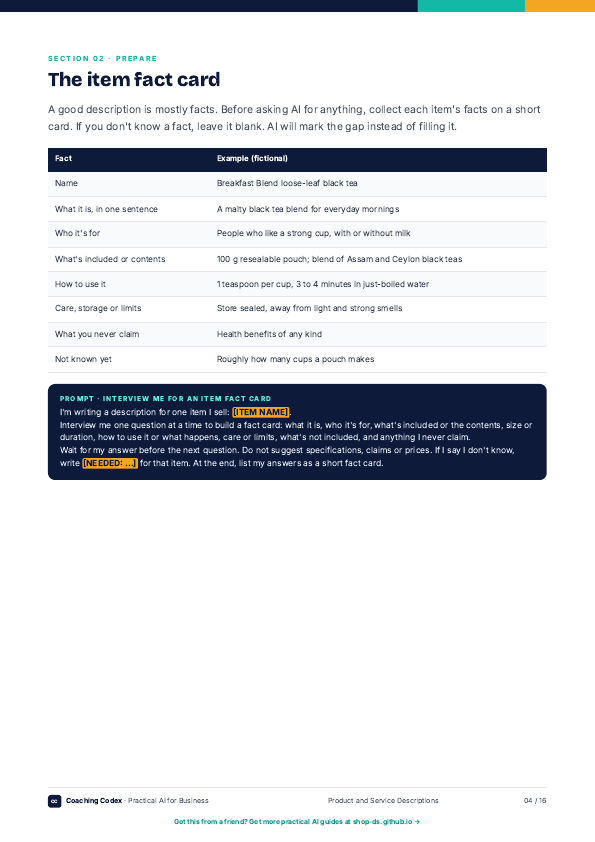 SECTION 02 · PREPARE
The item fact card
A good description is mostly facts. Before asking AI for anything, collect each item's facts on a short
card. If you don't know a fact, leave it blank. AI will mark the gap instead of filling it.
Fact Example (fictional)
Name Breakfast Blend loose-leaf black tea
What it is, in one sentence A malty black tea blend for everyday mornings
Who it's for People who like a strong cup, with or without milk
What's included or contents 100 g resealable pouch; blend of Assam and Ceylon black teas
How to use it 1 teaspoon per cup, 3 to 4 minutes in just-boiled water
Care, storage or limits Store sealed, away from light and strong smells
What you never claim Health benefits of any kind
Not known yet Roughly how many cups a pouch makes
PROMPT · INTERVIEW ME FOR AN ITEM FACT CARD
I'm writing a description for one item I sell: [ITEM NAME].
Interview me one question at a time to build a fact card: what it is, who it's for, what's included or the contents, size or
duration, how to use it or what happens, care or limits, what's not included, and anything I never claim.
Wait for my answer before the next question. Do not suggest specifications, claims or prices. If I say I don't know,
write [NEEDED: ...] for that item. At the end, list my answers as a short fact card.
cc Coaching Codex · Practical AI for Business Product and Service Descriptions 04 / 16
Got this from a friend? Get more practical AI guides at shop-ds.github.io →